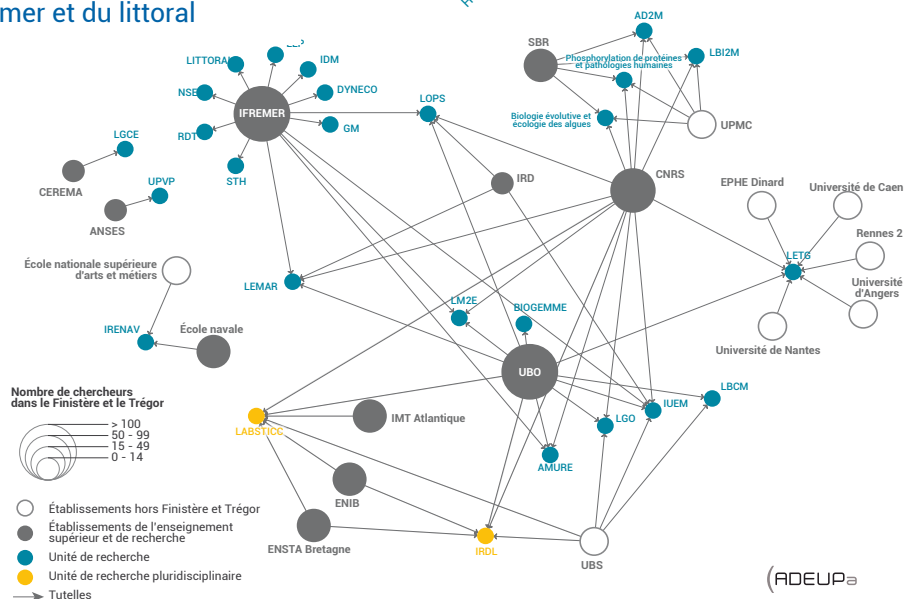 mer et du littoral
AD2M
SBR
LBI2M
Phosphorylation de protéines
et pathologies humaines
LITTORAL
IDM
NSE
DYNECO
IFREMER
LOPS
GM
RDT
Biologie évolutive et
écologie des algues
UPMC
LGCE
STH
CEREMA
UPVP
IRD
CNRS
EPHE Dinard
Université de Caen
ANSES
Rennes 2
École nationale supérieure
d'arts et métiers
LETG
LEMAR
Université
d'Angers
LM2E
BIOGEMME
IRENAV
École navale
Université de Nantes
UBO
Nombre de chercheurs
dans le Finistère et le Trégor
> 100
50 - 99
15 - 49
0 - 14
LBCM
IUEM
LGO
IMT Atlantique
LABSTICC
AMURE
ENIB
ENSTA Bretagne
IRDL
UBS
Établissements hors Finistère et Trégor
Établissements de l'enseignement
supérieur et de recherche
Unité de recherche
Unité de recherche pluridisciplinaire
Tutelles
ADEUPa